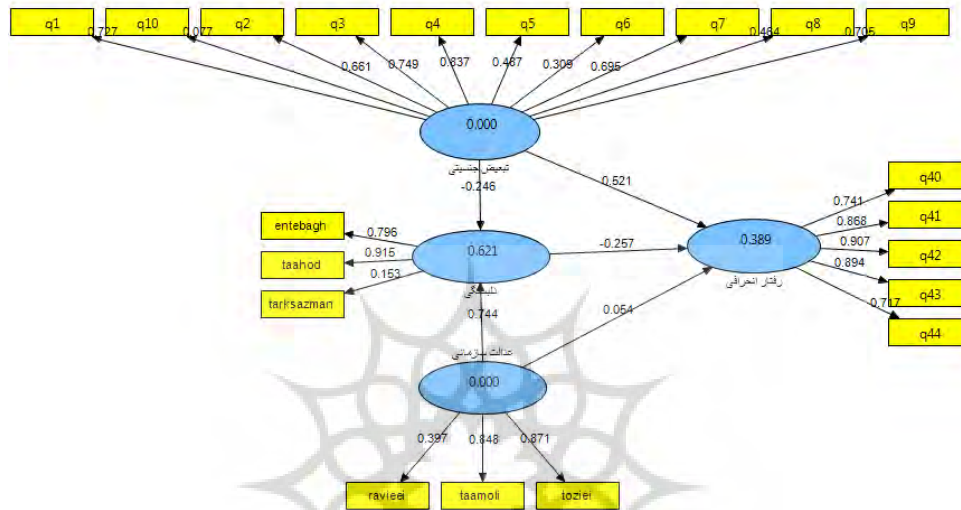 q1 q10 q2 q3 q4 q5 q6 q7 q8 q9
0.727 0.077 0.661 0.749 0.837 0.487 0.309 0.695 0.464 0.705
0.000
تبعیض جنسیتی
-0.246
0.521
entebagh
taahod
tarksazman
0.796
0.915
0.153
0.621
دلبستگی
-0.257
0.389
رفتار انحرافی
0.741
0.868
0.907
0.894
0.717
q40
q41
q42
q43
q44
0.744
0.054
عدالت سازمانی
0.000
0.397 0.848 0.871
ravieei taamoli toziei